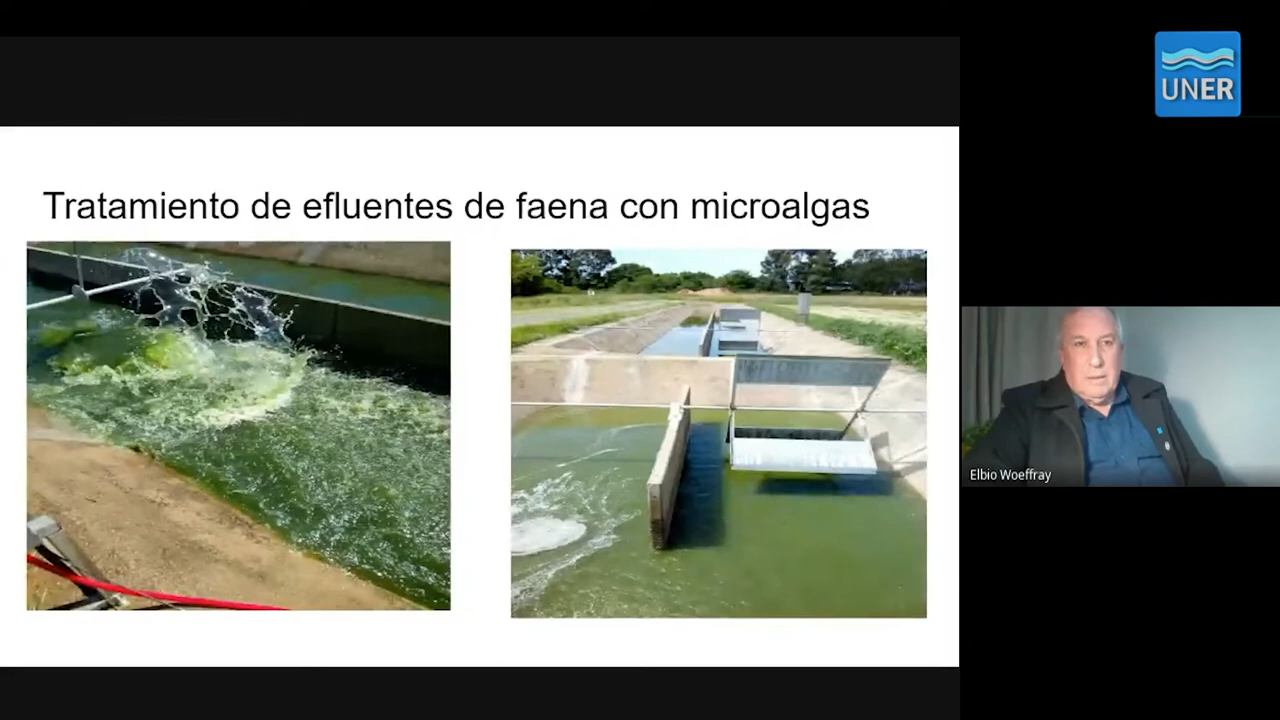 UNER
Tratamiento de efluentes de faena con microalgas
Elbio Woeffray